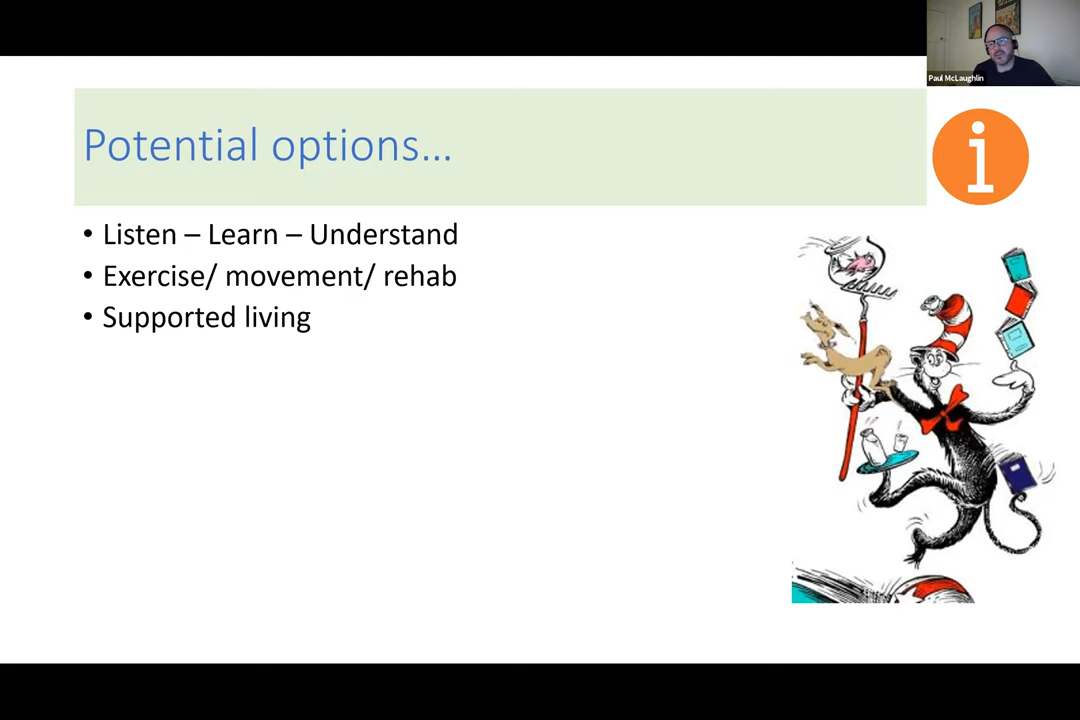 Paul McLaughlin
Potential options...
i
• Listen – Learn – Understand
• Exercise/ movement/ rehab
• Supported living